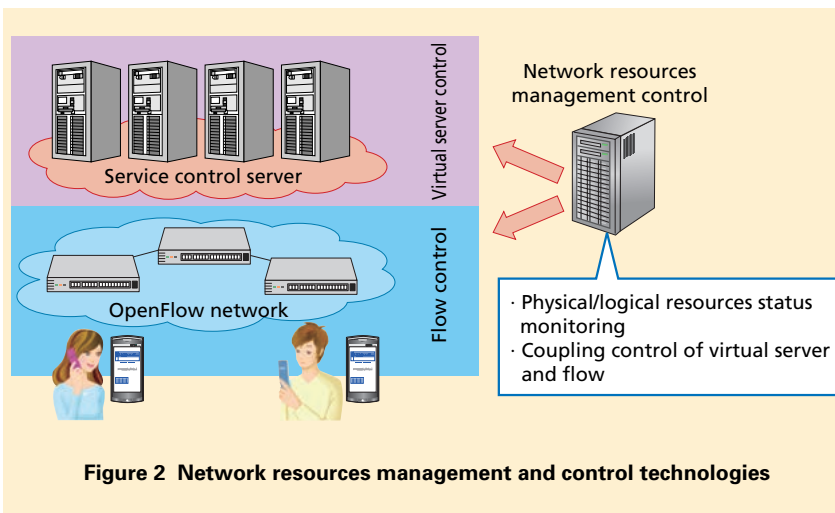 Network resources
management control
Virtual server control
Service control server
Flow control
OpenFlow network
· Physical/logical resources status
monitoring
· Coupling control of virtual server
and flow
Figure 2 Network resources management and control technologies